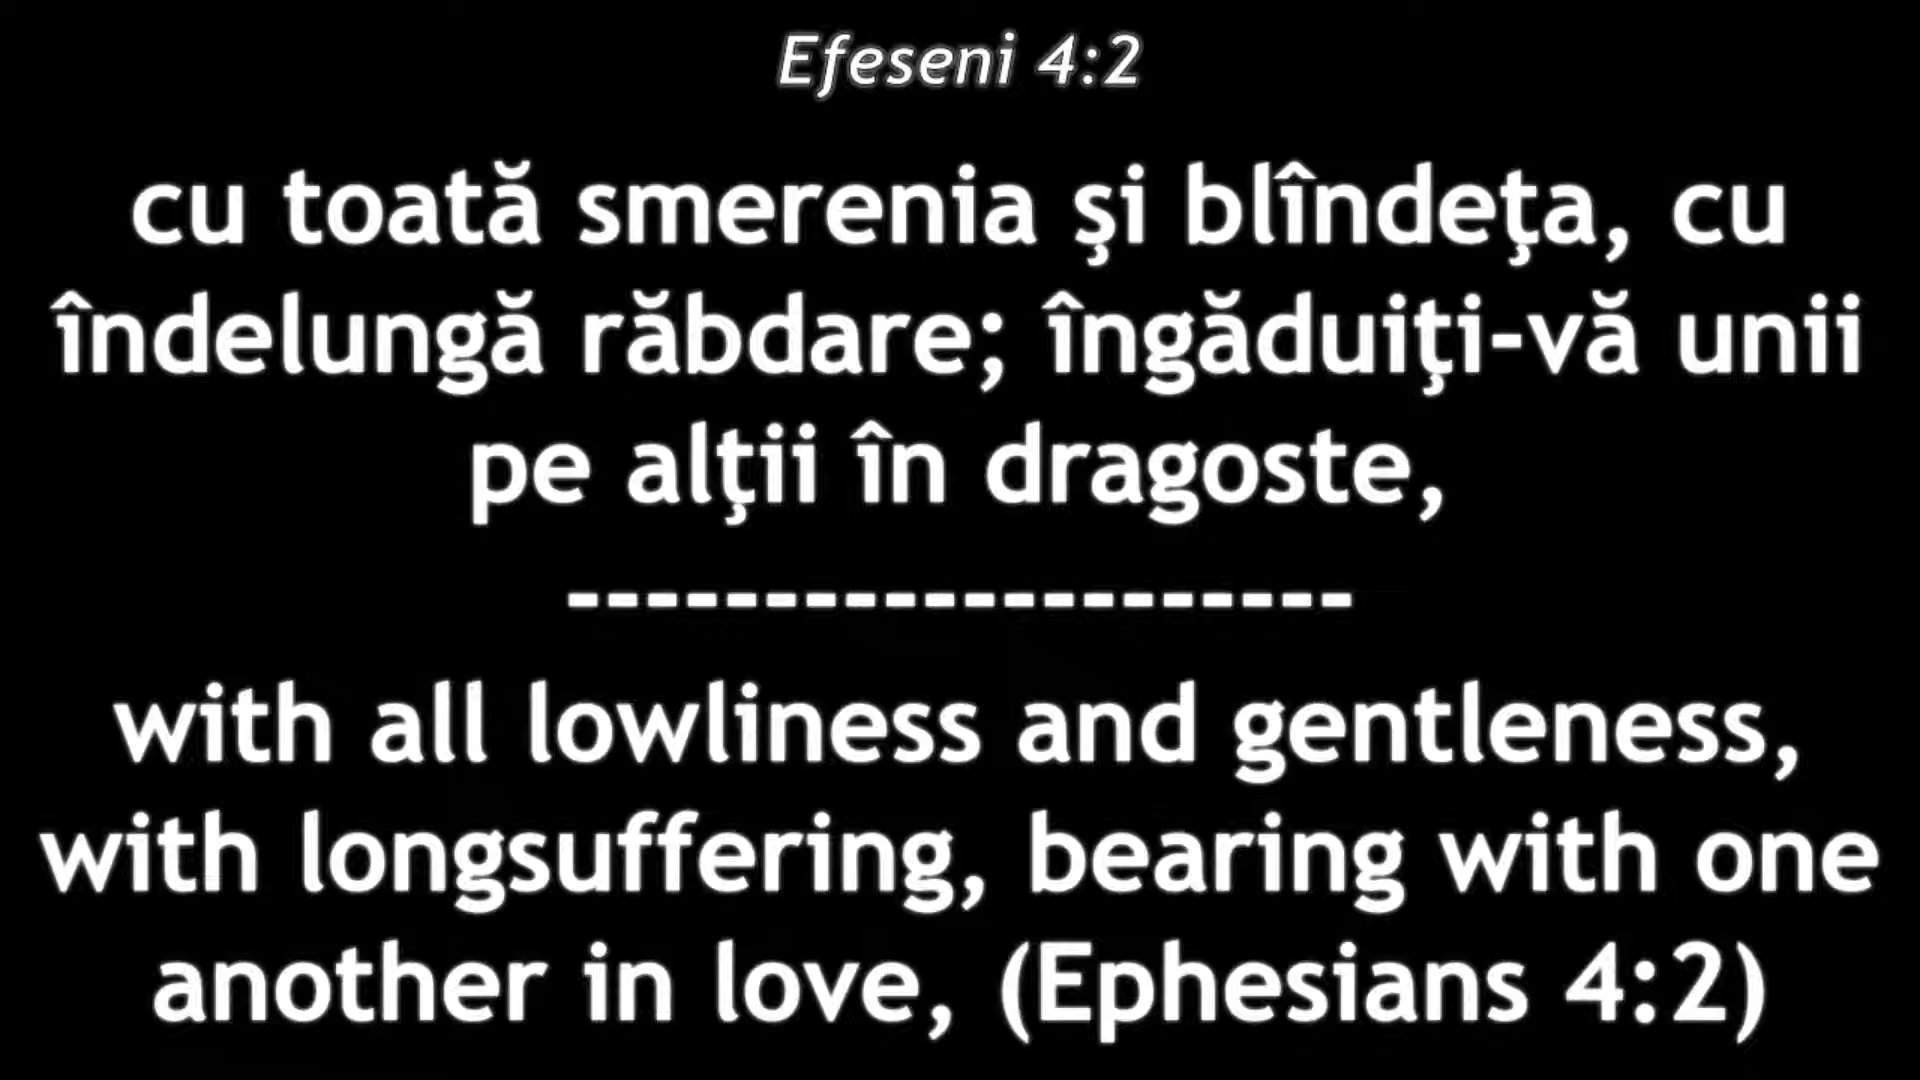 Efeseni 4:2
cu toată smerenia şi blîndeţa, cu
îndelungă răbdare; îngăduiţi-vă unii
pe alţii în dragoste,
--------------------
with all lowliness and gentleness,
with longsuffering, bearing with one
another in love, (Ephesians 4:2)